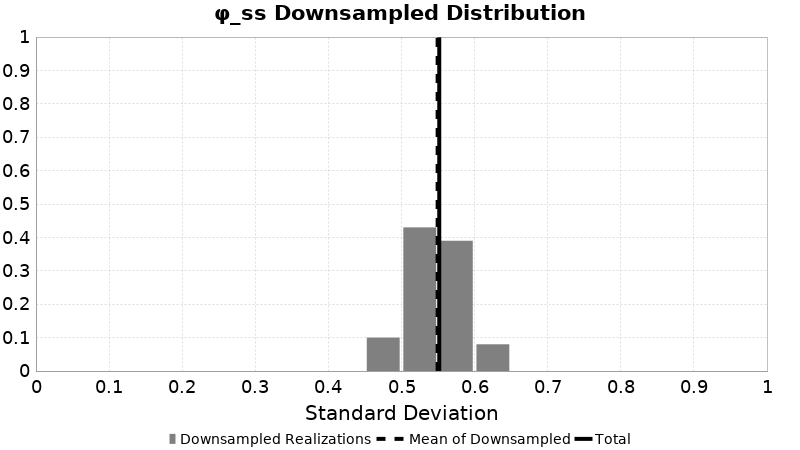 φ_ss Downsampled Distribution
1
0.9
0.8
0.7
0.6
0.5
0.4
0.3
0.2
0.1
0
0 0.1 0.2 0.3 0.4 0.5 0.6 0.7 0.8 0.9 1
Standard Deviation
Downsampled Realizations Mean of Downsampled Total